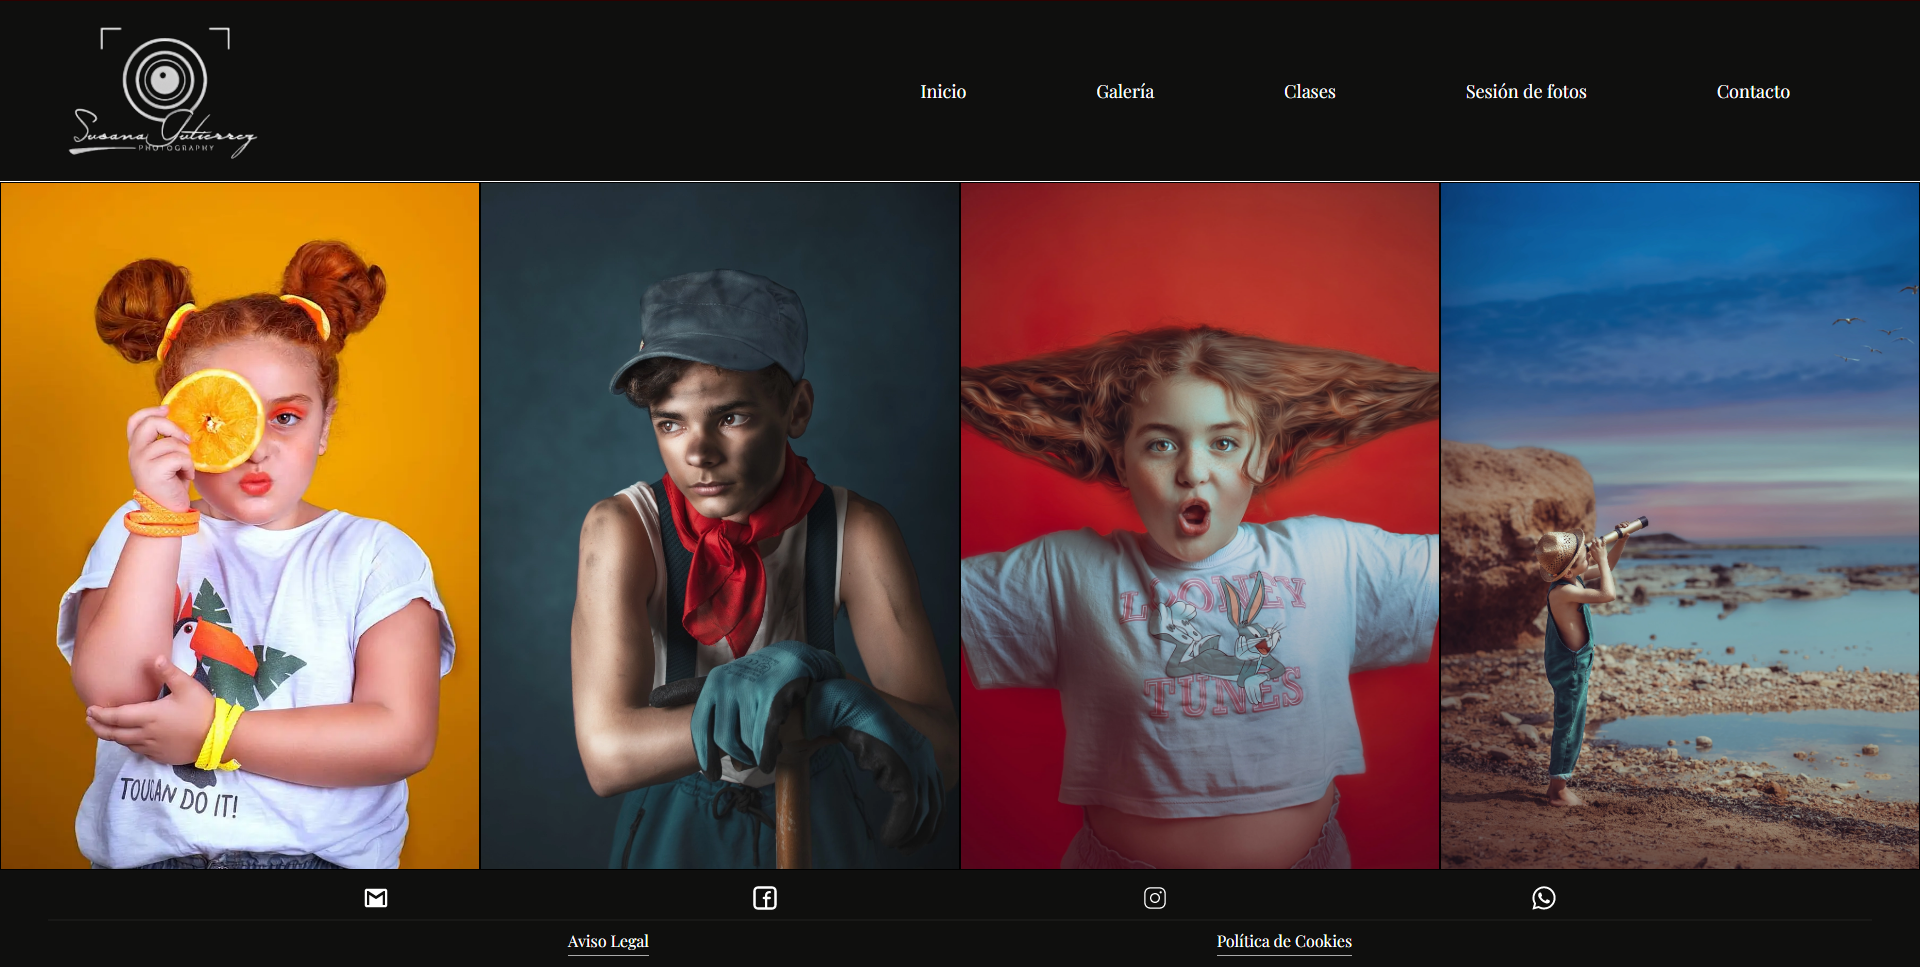 Susana Gutierrez
PHOTOGRAPHY
Inicio
Galería
Clases
Sesión de fotos
Contacto
TOUCAN DO IT!
LOONEY
TUNES
Aviso Legal
Política de Cookies